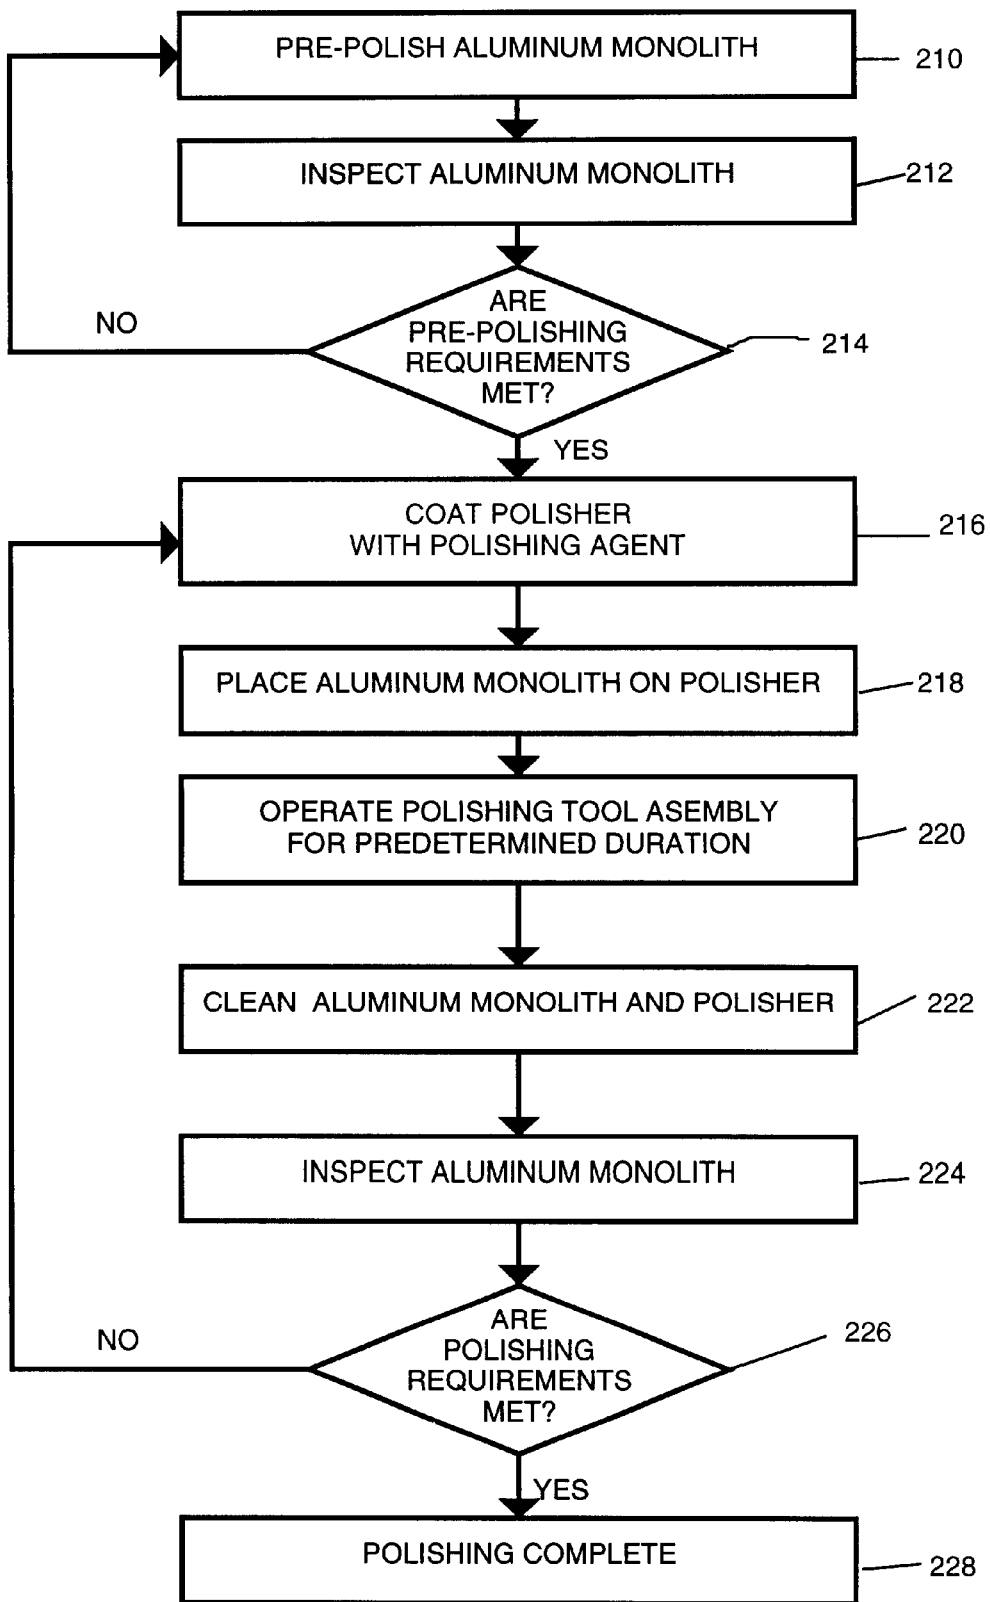 PRE-POLISH ALUMINUM MONOLITH
210
INSPECT ALUMINUM MONOLITH
212
ARE
PRE-POLISHING
REQUIREMENTS
MET?
214
NO
YES
COAT POLISHER
WITH POLISHING AGENT
216
PLACE ALUMINUM MONOLITH ON POLISHER
218
OPERATE POLISHING TOOL ASEMBLY
FOR PREDETERMINED DURATION
220
CLEAN ALUMINUM MONOLITH AND POLISHER
222
INSPECT ALUMINUM MONOLITH
224
ARE
POLISHING
REQUIREMENTS
MET?
226
NO
YES
POLISHING COMPLETE
228